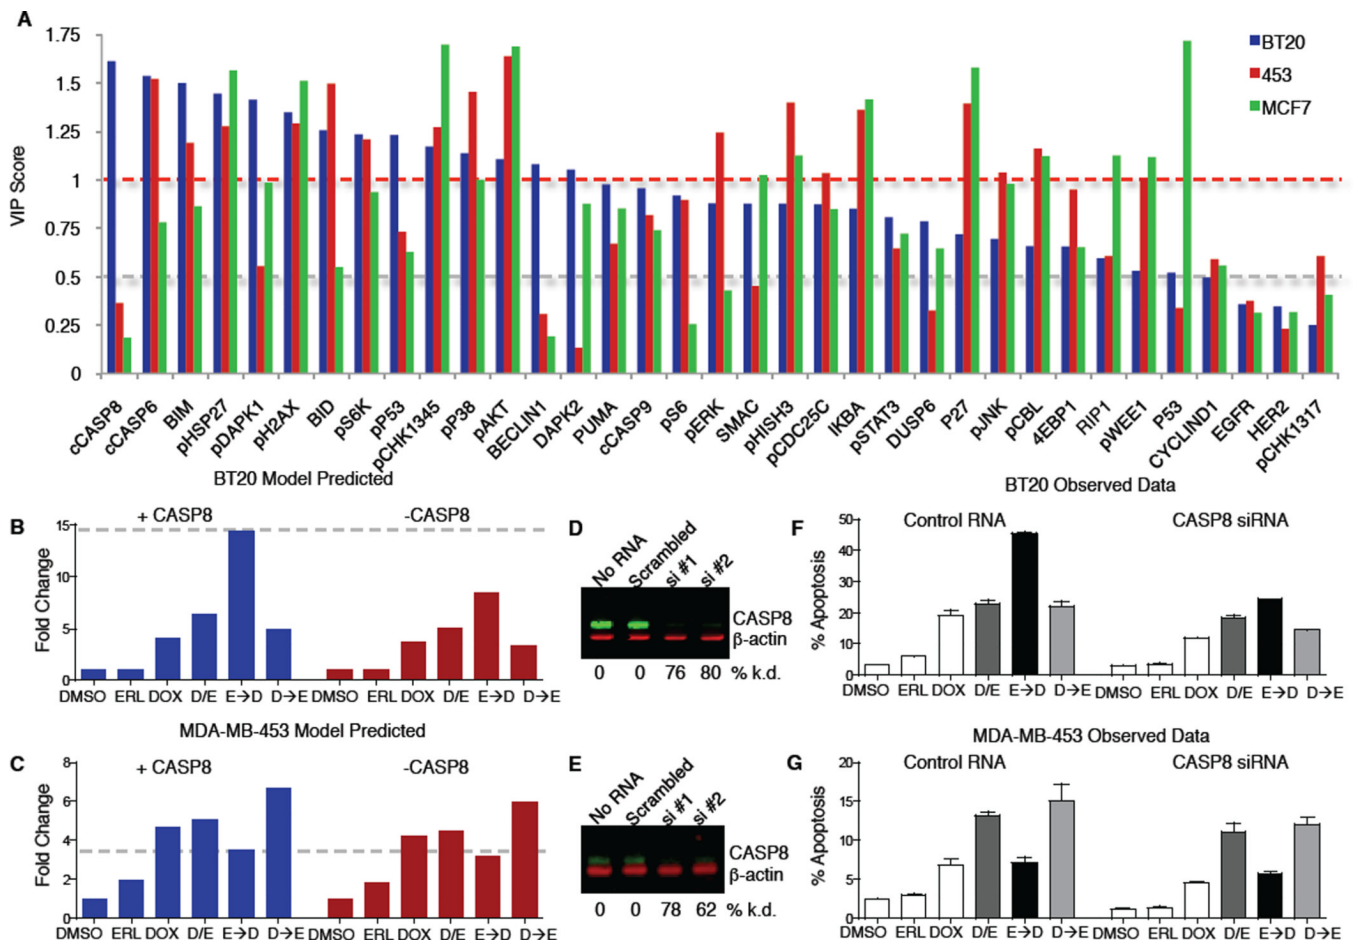 A
1.75
1.5
1.25
1
0.75
0.5
0.25
0
VIP Score
BT20
453
MCF7
cCASP8 cCASP6 BIM pHSP27 pDAPK1 pH2AX BID pS6K pP53 pCHK1345 pP38 pAKT BECLIN1 DAPK2 PUMA cCASP9 pS6 pERK SMAC pHISH3 pCDC25C IKBA pSTAT3 DUSP6 P27 pJNK pCBL 4EBP1 RIP1 pWEE1 P53 CYCLIND1 EGFR HER2 pCHK1317
BT20 Model Predicted
B
+ CASP8 -CASP8
15
10
5
0
Fold Change
DMSO ERL DOX D/E E→D D→E DMSO ERL DOX D/E E→D D→E
MDA-MB-453 Model Predicted
C
+ CASP8 -CASP8
8
6
4
2
0
Fold Change
DMSO ERL DOX D/E E→D D→E DMSO ERL DOX D/E E→D D→E
D
No RNA Scrambled si #1 si #2
CASP8
β-actin
0 0 76 80 % k.d.
E
No RNA Scrambled si #1 si #2
CASP8
β-actin
0 0 78 62 % k.d.
BT20 Observed Data
F
Control RNA CASP8 siRNA
50
40
30
20
10
0
% Apoptosis
DMSO ERL DOX D/E E→D D→E DMSO ERL DOX D/E E→D D→E
MDA-MB-453 Observed Data
G
Control RNA CASP8 siRNA
20
15
10
5
0
% Apoptosis
DMSO ERL DOX D/E E→D D→E DMSO ERL DOX D/E E→D D→E